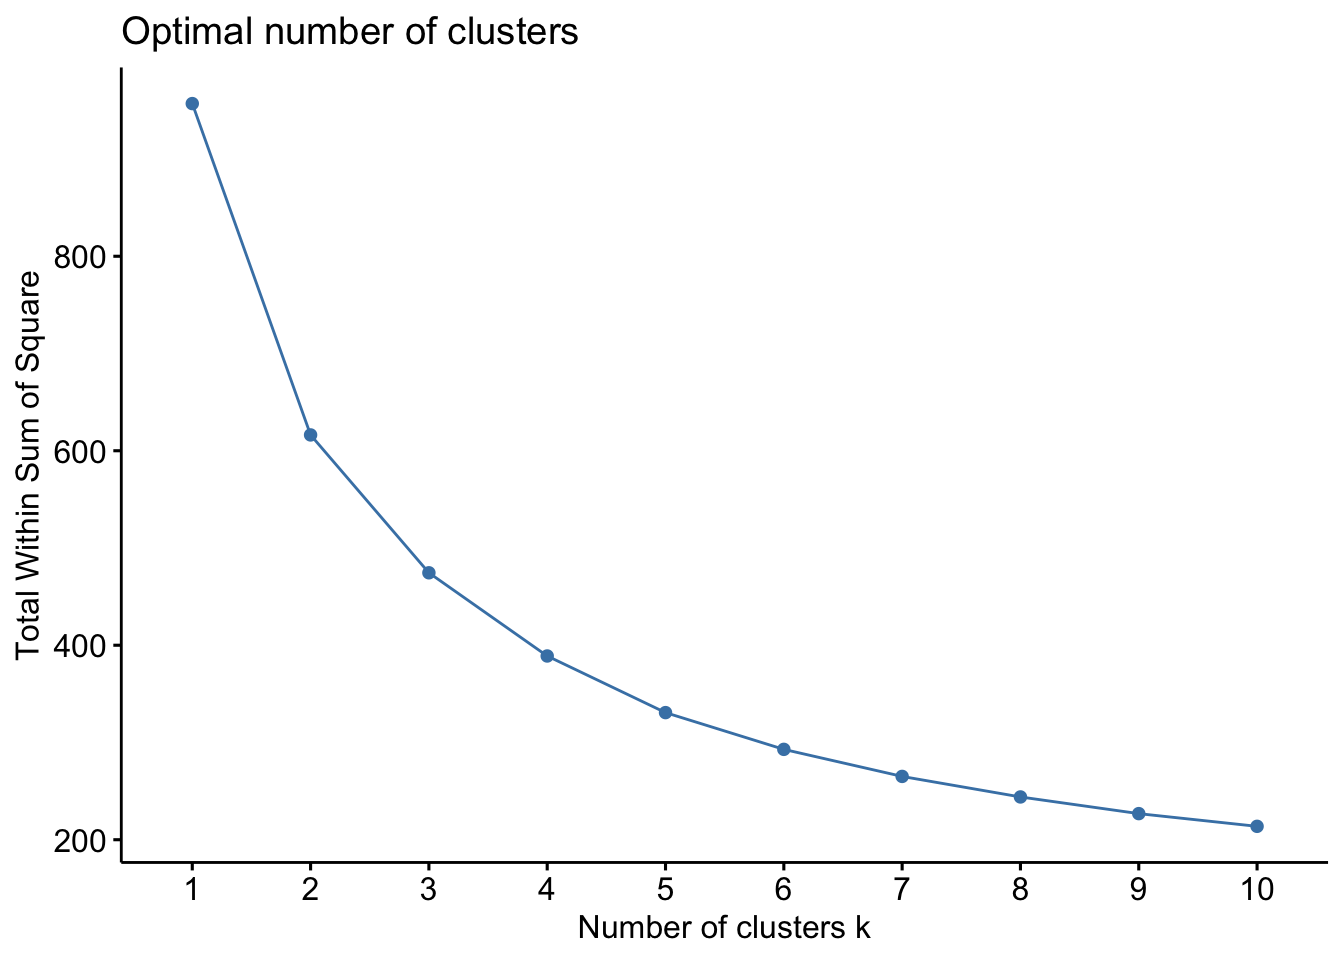 Optimal number of clusters
Total Within Sum of Square
800
600
400
200
1 2 3 4 5 6 7 8 9 10
Number of clusters k